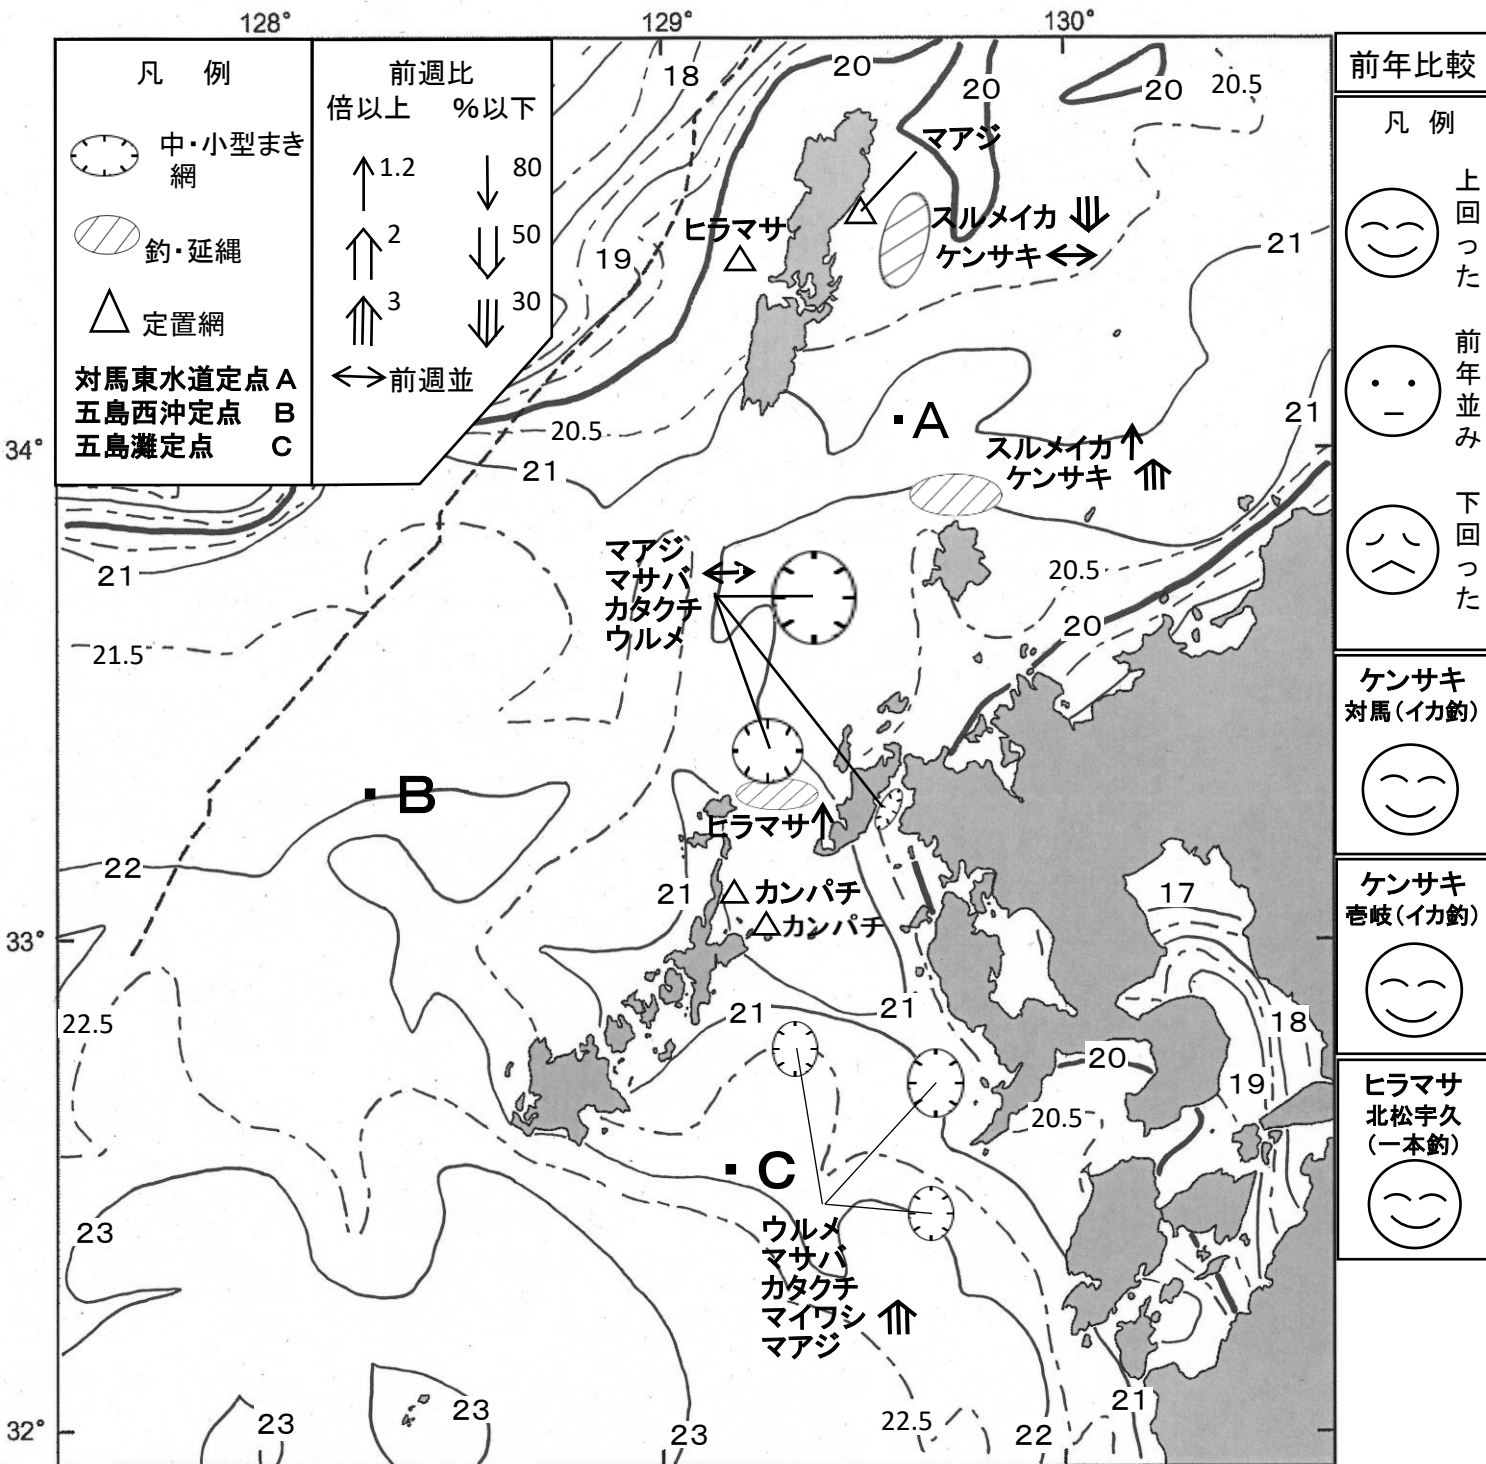 128°
129°
130°
凡　例
中・小型まき
網
釣・延縄
定置網
対馬東水道定点 A
五島西沖定点　B
五島灘定点　　C
前週比
倍以上　%以下
1.2　80
2　50
3　30
前週並
18
20
20
20
20.5
マアジ
ヒラマサ
スルメイカ
ケンサキ
19
21
34°
20.5
21
A
21
スルメイカ
ケンサキ
マアジ
マサバ
カタクチ
ウルメ
21
20.5
20
21.5
B
22
ヒラマサ
21
カンパチ
カンパチ
17
33°
22.5
21
21
18
20
19
20.5
C
23
ウルメ
マサバ
カタクチ
マイワシ
マアジ
32°
23
23
23
22.5
22
21
前年比較
凡　例
上回った
前年並み
下回った
ケンサキ
対馬（イカ釣）
ケンサキ
壱岐（イカ釣）
ヒラマサ
北松宇久
（一本釣）